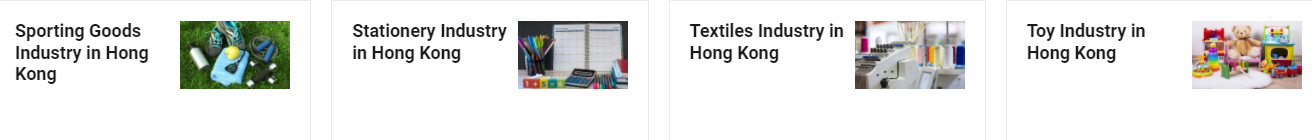 Sporting Goods
Industry in Hong
Kong
Stationery Industry
in Hong Kong
Textiles Industry in
Hong Kong
Toy Industry in
Hong Kong